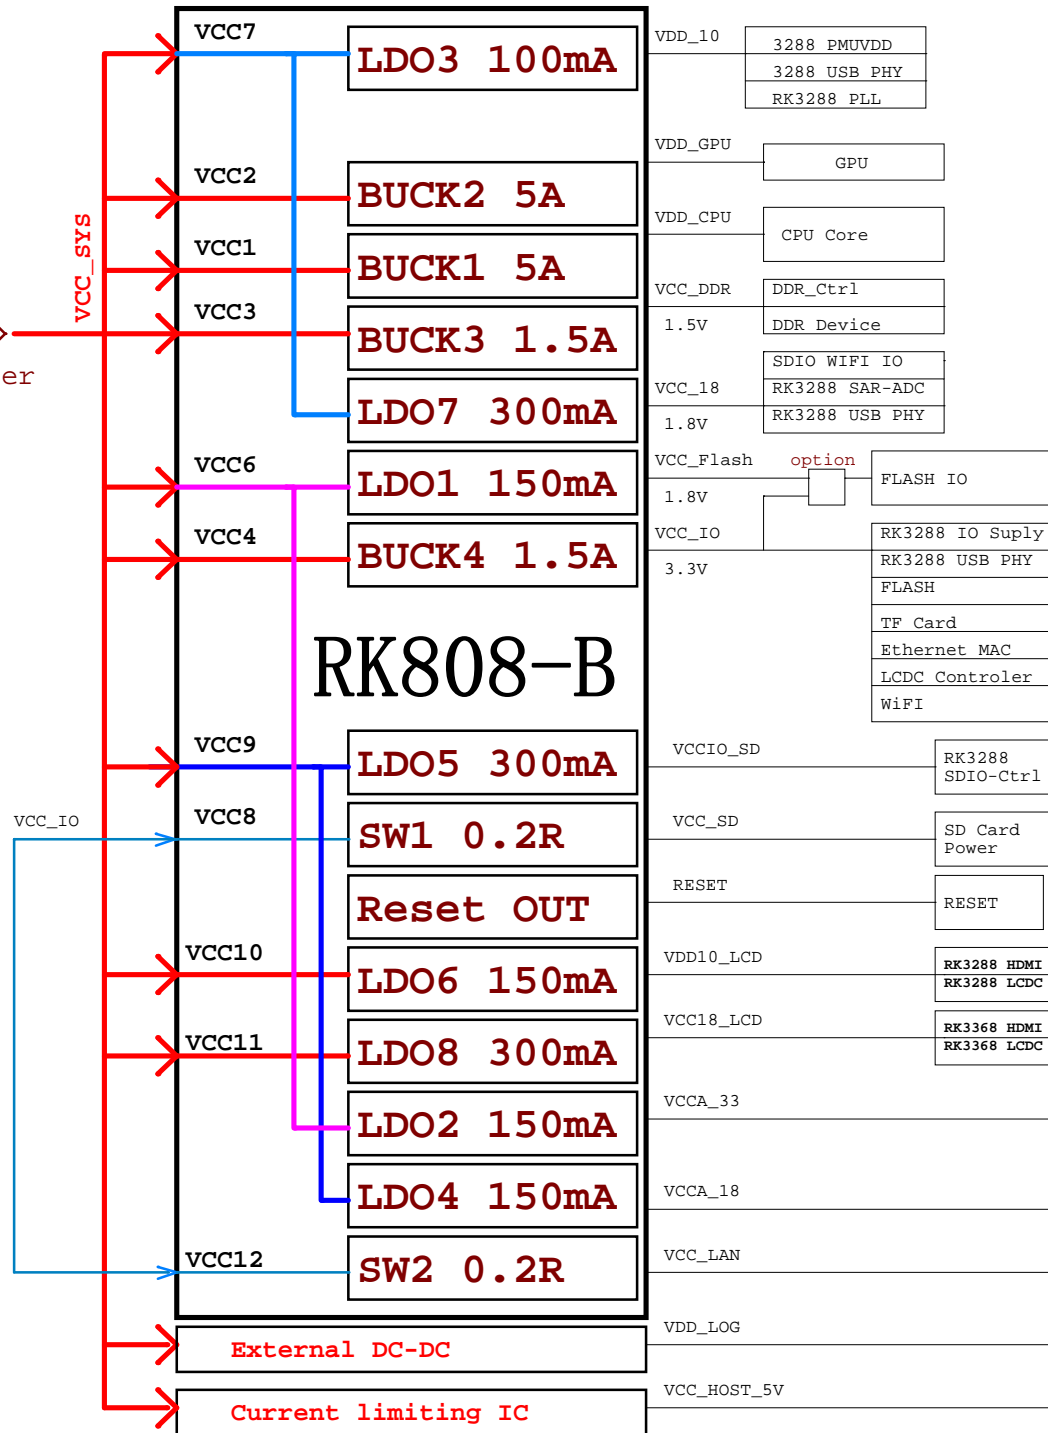 VCC7
LDO3 100mA
VDD_10
3288 PMUVDD
3288 USB PHY
RK3288 PLL
VCC2
BUCK2 5A
VDD_GPU
GPU
VCC_SYS
VCC1
BUCK1 5A
VDD_CPU
CPU Core
VCC3
BUCK3 1.5A
VCC_DDR
1.5V
DDR_Ctrl
DDR Device
er
LDO7 300mA
VCC_18
1.8V
SDIO WIFI IO
RK3288 SAR-ADC
RK3288 USB PHY
VCC6
LDO1 150mA
VCC_Flash
1.8V
option
FLASH IO
VCC4
BUCK4 1.5A
VCC_IO
3.3V
RK3288 IO Suply
RK3288 USB PHY
FLASH
TF Card
Ethernet MAC
LCDC Controler
WiFI
RK808-B
VCC9
LDO5 300mA
VCCIO_SD
RK3288
SDIO-Ctrl
VCC_IO
VCC8
SW1 0.2R
VCC_SD
SD Card
Power
Reset OUT
RESET
RESET
VCC10
LDO6 150mA
VDD10_LCD
RK3288 HDMI
RK3288 LCDC
VCC11
LDO8 300mA
VCC18_LCD
RK3368 HDMI
RK3368 LCDC
LDO2 150mA
VCCA_33
LDO4 150mA
VCCA_18
VCC12
SW2 0.2R
VCC_LAN
External DC-DC
VDD_LOG
Current limiting IC
VCC_HOST_5V